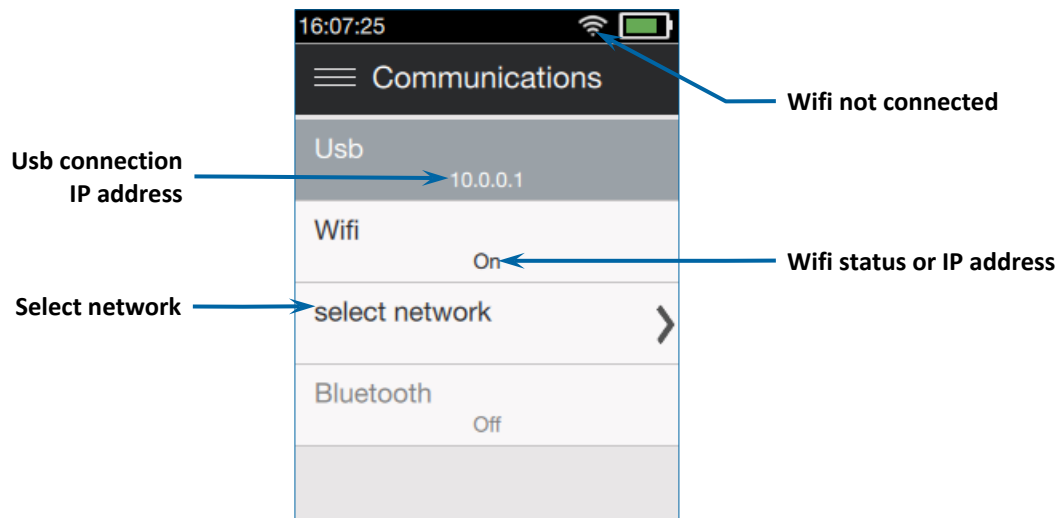 16:07:25
Communications
Wifi not connected
Usb
Usb connection
IP address
10.0.0.1
Wifi
On
Wifi status or IP address
Select network
select network
Bluetooth
Off